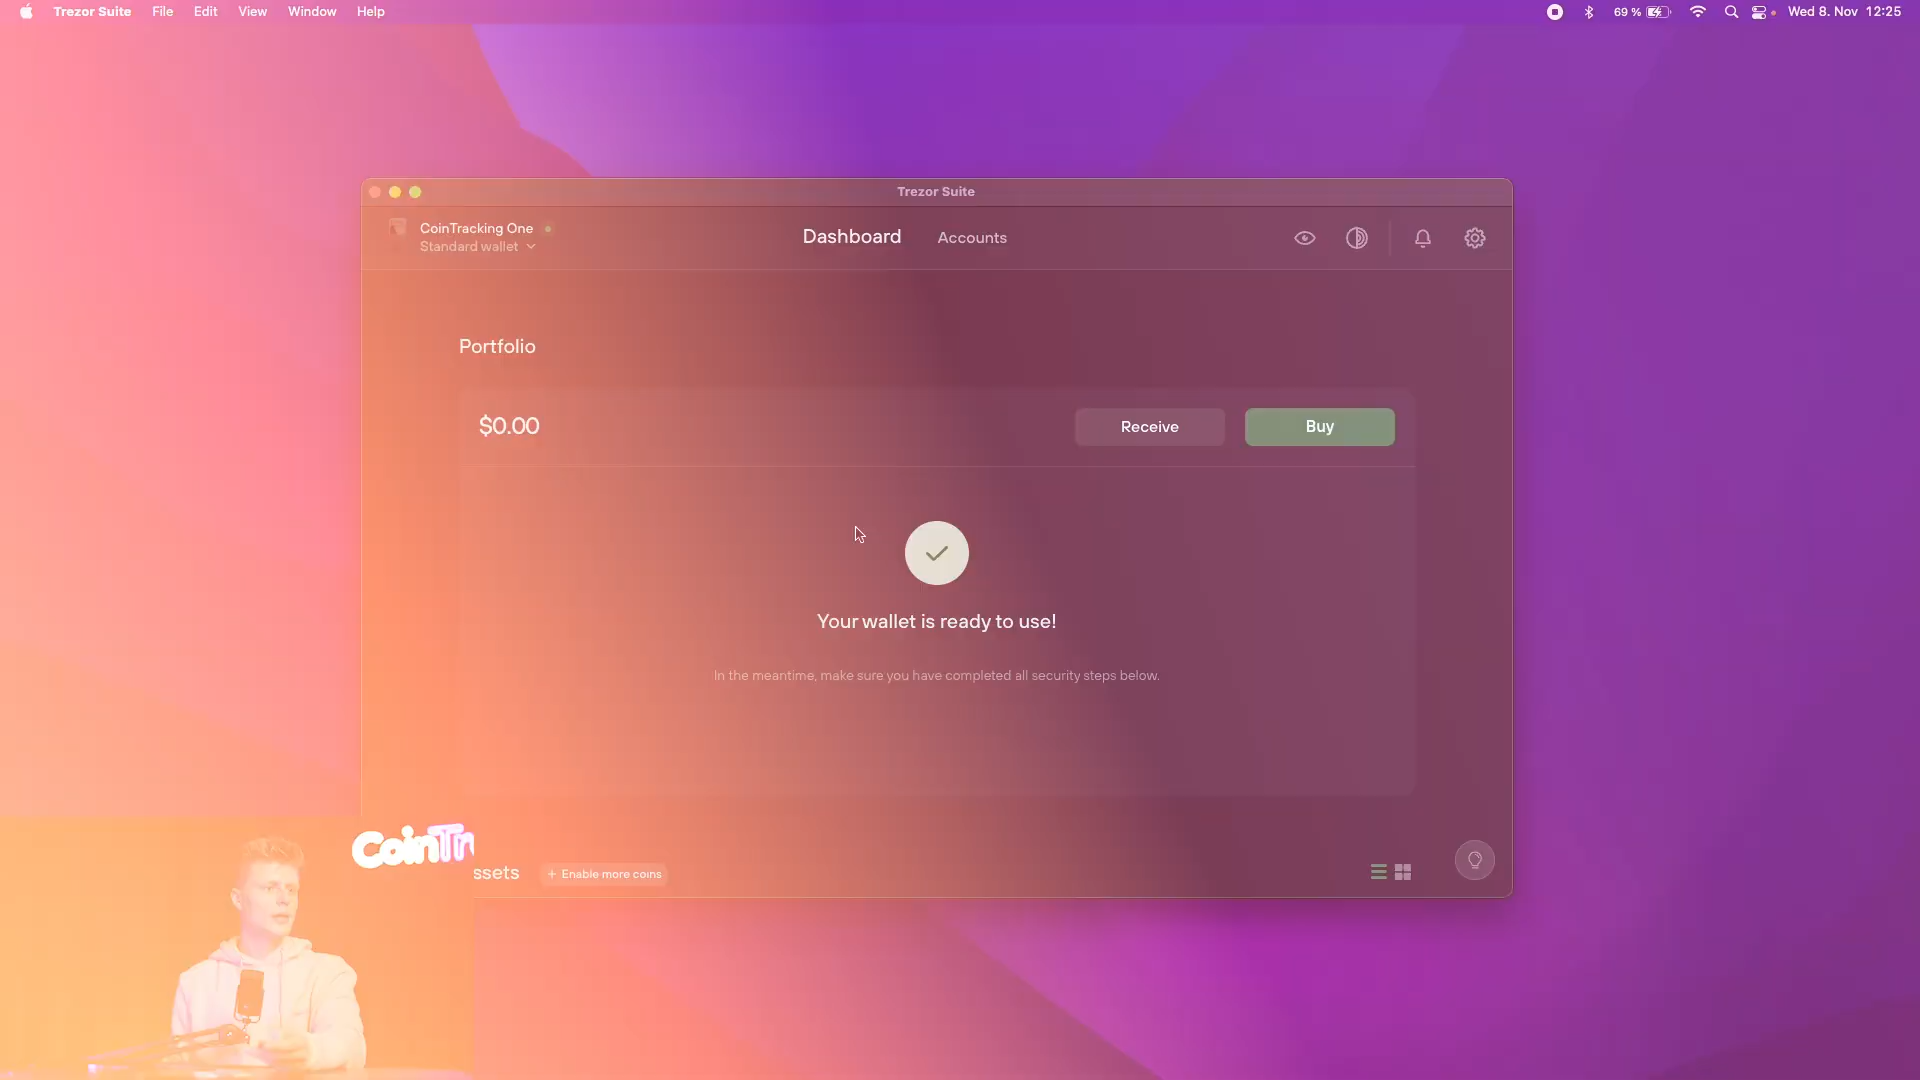 Trezor Suite File Edit View Window Help
69 % Wed 8. Nov 12:25
Trezor Suite
CoinTracking One
Standard wallet
Dashboard Accounts
Portfolio
$0.00
Receive Buy
Your wallet is ready to use!
In the meantime, make sure you have completed all security steps below.
CoinTr
ssets + Enable more coins